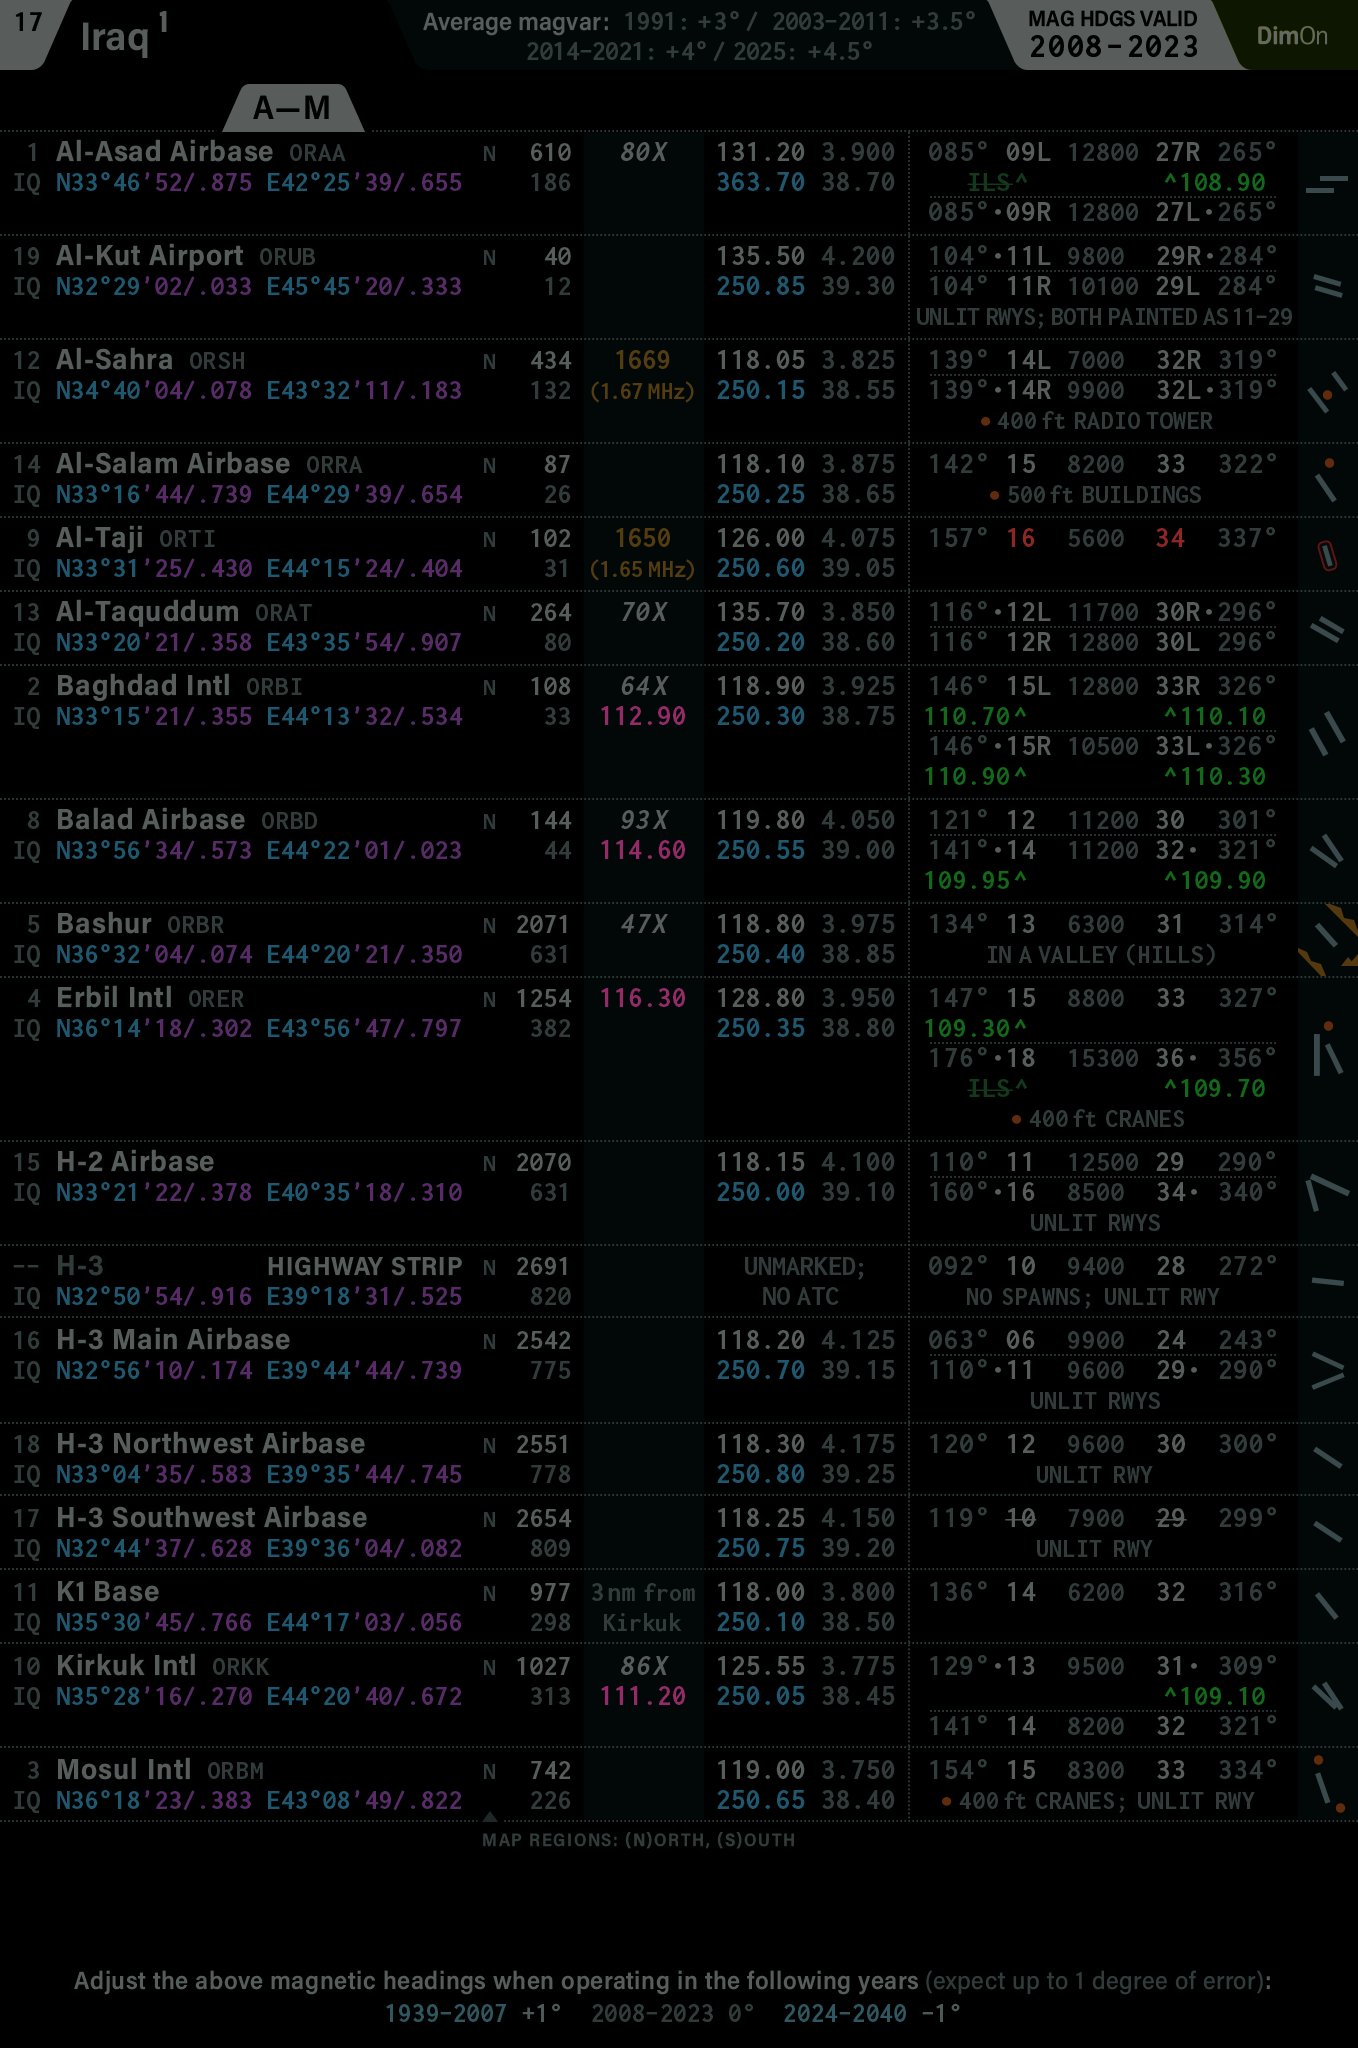 17 Iraq 1 Average magvar: 1991: +3° / 2003-2011: +3.5° MAG HDGS VALID DimOn
2014-2021: +4° / 2025: +4.5° 2008-2023
A—M
1 Al-Asad Airbase ORAA N 610 80X 131.20 3.900 085° 09L 12800 27R 265°
IQ N33°46'52/.875 E42°25'39/.655 186 363.70 38.70 ILS^ ^108.90
085°·09R 12800 27L·265°
19 Al-Kut Airport ORUB N 40 135.50 4.200 104°·11L 9800 29R·284°
IQ N32°29'02/.033 E45°45'20/.333 12 250.85 39.30 104° 11R 10100 29L 284°
UNLIT RWYS; BOTH PAINTED AS 11-29
12 Al-Sahra ORSH N 434 1669 118.05 3.825 139° 14L 7000 32R 319°
IQ N34°40'04/.078 E43°32'11/.183 132 (1.67 MHz) 250.15 38.55 139°·14R 9900 32L·319°
• 400 ft RADIO TOWER
14 Al-Salam Airbase ORRA N 87 118.10 3.875 142° 15 8200 33 322°
IQ N33°16'44/.739 E44°29'39/.654 26 250.25 38.65 • 500 ft BUILDINGS
9 Al-Taji ORTI N 102 1650 126.00 4.075 157° 16 5600 34 337°
IQ N33°31'25/.430 E44°15'24/.404 31 (1.65 MHz) 250.60 39.05
13 Al-Taquddum ORAT N 264 70X 135.70 3.850 116°·12L 11700 30R·296°
IQ N33°20'21/.358 E43°35'54/.907 80 250.20 38.60 116° 12R 12800 30L 296°
2 Baghdad Intl ORBI N 108 64X 118.90 3.925 146° 15L 12800 33R 326°
IQ N33°15'21/.355 E44°13'32/.534 33 112.90 250.30 38.75 110.70^ ^110.10
146°·15R 10500 33L·326°
110.90^ ^110.30
8 Balad Airbase ORBD N 144 93X 119.80 4.050 121° 12 11200 30 301°
IQ N33°56'34/.573 E44°22'01/.023 44 114.60 250.55 39.00 141°·14 11200 32· 321°
109.95^ ^109.90
5 Bashur ORBR N 2071 47X 118.80 3.975 134° 13 6300 31 314°
IQ N36°32'04/.074 E44°20'21/.350 631 250.40 38.85 IN A VALLEY (HILLS)
4 Erbil Intl ORER N 1254 116.30 128.80 3.950 147° 15 8800 33 327°
IQ N36°14'18/.302 E43°56'47/.797 382 250.35 38.80 109.30^
176°·18 15300 36· 356°
ILS^ ^109.70
• 400 ft CRANES
15 H-2 Airbase N 2070 118.15 4.100 110° 11 12500 29 290°
IQ N33°21'22/.378 E40°35'18/.310 631 250.00 39.10 160°·16 8500 34· 340°
UNLIT RWYS
-- H-3 HIGHWAY STRIP N 2691 UNMARKED; 092° 10 9400 28 272°
IQ N32°50'54/.916 E39°18'31/.525 820 NO ATC NO SPAWNS; UNLIT RWY
16 H-3 Main Airbase N 2542 118.20 4.125 063° 06 9900 24 243°
IQ N32°56'10/.174 E39°44'44/.739 775 250.70 39.15 110°·11 9600 29· 290°
UNLIT RWYS
18 H-3 Northwest Airbase N 2551 118.30 4.175 120° 12 9600 30 300°
IQ N33°04'35/.583 E39°35'44/.745 778 250.80 39.25 UNLIT RWY
17 H-3 Southwest Airbase N 2654 118.25 4.150 119° 10 7900 29 299°
IQ N32°44'37/.628 E39°36'04/.082 809 250.75 39.20 UNLIT RWY
11 K1 Base N 977 3 nm from 118.00 3.800 136° 14 6200 32 316°
IQ N35°30'45/.766 E44°17'03/.056 298 Kirkuk 250.10 38.50
10 Kirkuk Intl ORKK N 1027 86X 125.55 3.775 129°·13 9500 31· 309°
IQ N35°28'16/.270 E44°20'40/.672 313 111.20 250.05 38.45 ^109.10
141° 14 8200 32 321°
3 Mosul Intl ORBM N 742 119.00 3.750 154° 15 8300 33 334°
IQ N36°18'23/.383 E43°08'49/.822 226 250.65 38.40 • 400 ft CRANES; UNLIT RWY
MAP REGIONS: (N)ORTH, (S)OUTH
Adjust the above magnetic headings when operating in the following years (expect up to 1 degree of error):
1939-2007 +1° 2008-2023 0° 2024-2040 -1°